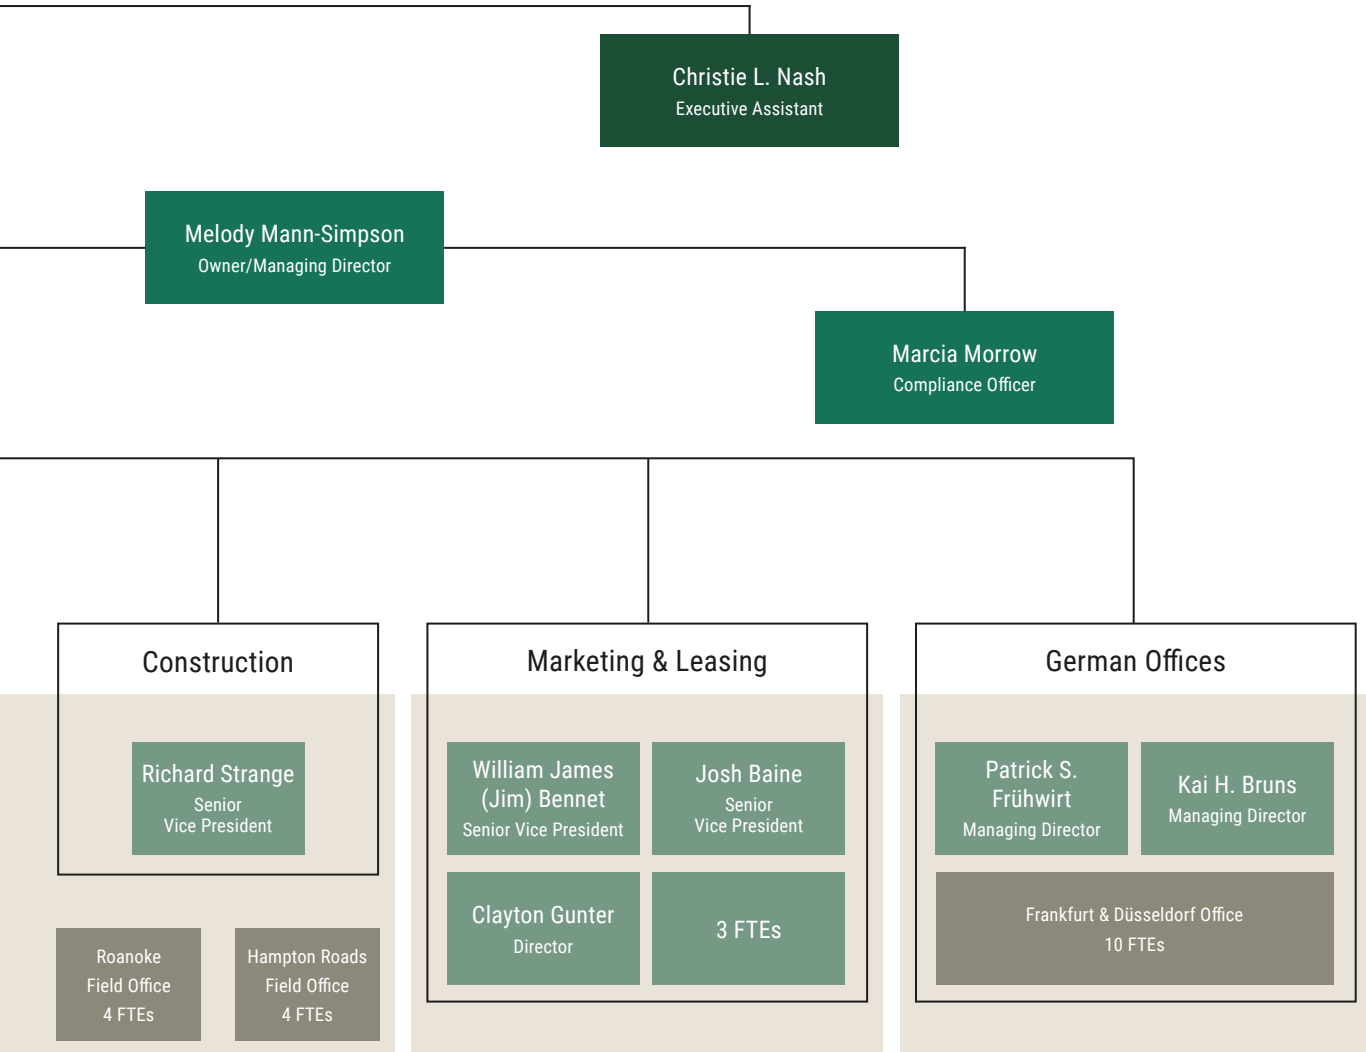 Christie L. Nash
Executive Assistant
Melody Mann-Simpson
Owner/Managing Director
Marcia Morrow
Compliance Officer
Construction
Richard Strange
Senior
Vice President
Roanoke
Field Office
4 FTEs
Hampton Roads
Field Office
4 FTEs
Marketing & Leasing
William James
(Jim) Bennet
Senior Vice President
Josh Baine
Senior
Vice President
Clayton Gunter
Director
3 FTEs
German Offices
Patrick S.
Frühwirt
Managing Director
Kai H. Bruns
Managing Director
Frankfurt & Düsseldorf Office
10 FTEs